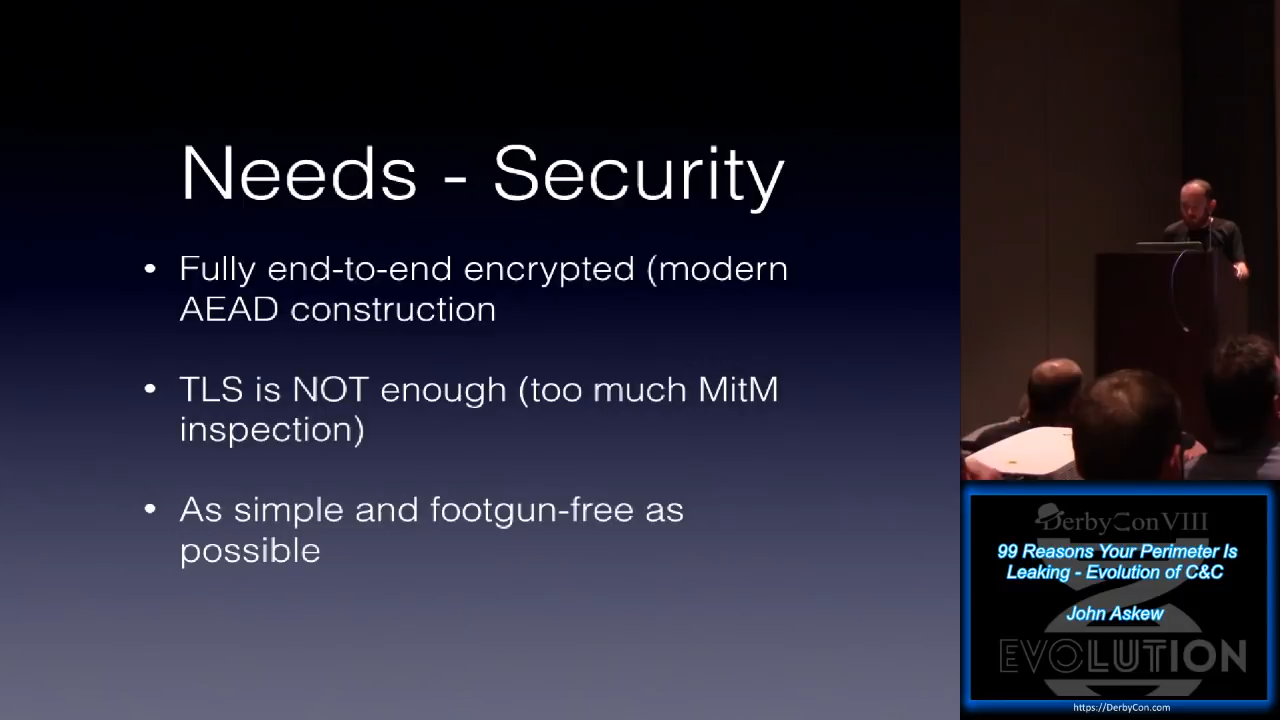 Needs - Security
• Fully end-to-end encrypted (modern
AEAD construction
• TLS is NOT enough (too much MitM
inspection)
• As simple and footgun-free as
possible
DerbyCon VIII
99 Reasons Your Perimeter Is
Leaking - Evolution of C&C
John Askew
EVOLUTION
https://DerbyCon.com